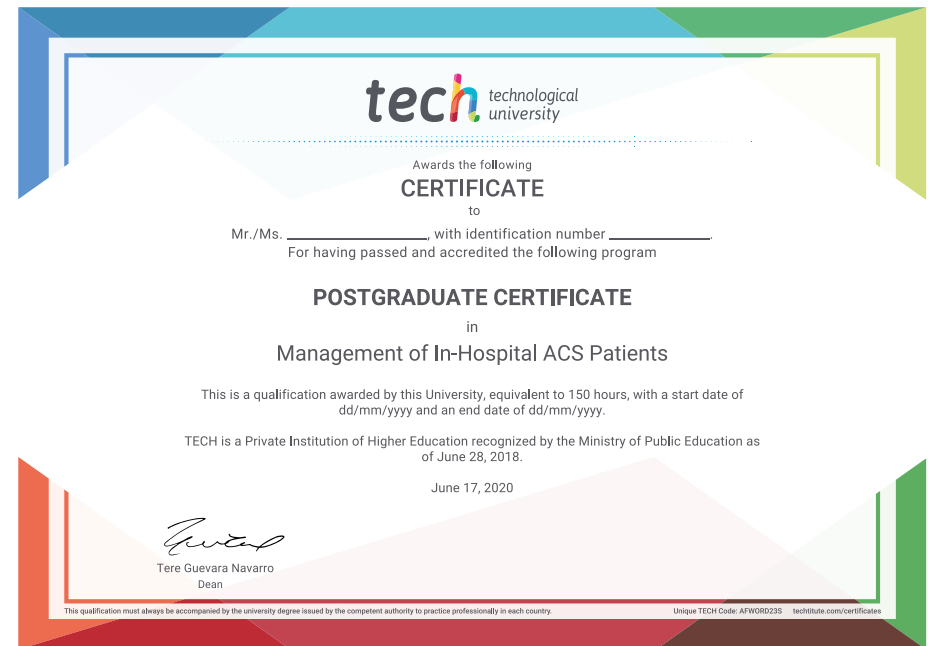 tech technological
university
Awards the following
CERTIFICATE
to
Mr./Ms. ____________________, with identification number ______________.
For having passed and accredited the following program
POSTGRADUATE CERTIFICATE
in
Management of In-Hospital ACS Patients
This is a qualification awarded by this University, equivalent to 150 hours, with a start date of
dd/mm/yyyy and an end date of dd/mm/yyyy.
TECH is a Private Institution of Higher Education recognized by the Ministry of Public Education as
of June 28, 2018.
June 17, 2020
Tere Guevara Navarro
Dean
This qualification must always be accompanied by the university degree issued by the competent authority to practice professionally in each country.
Unique TECH Code: AFWORD23S techtitute.com/certificates